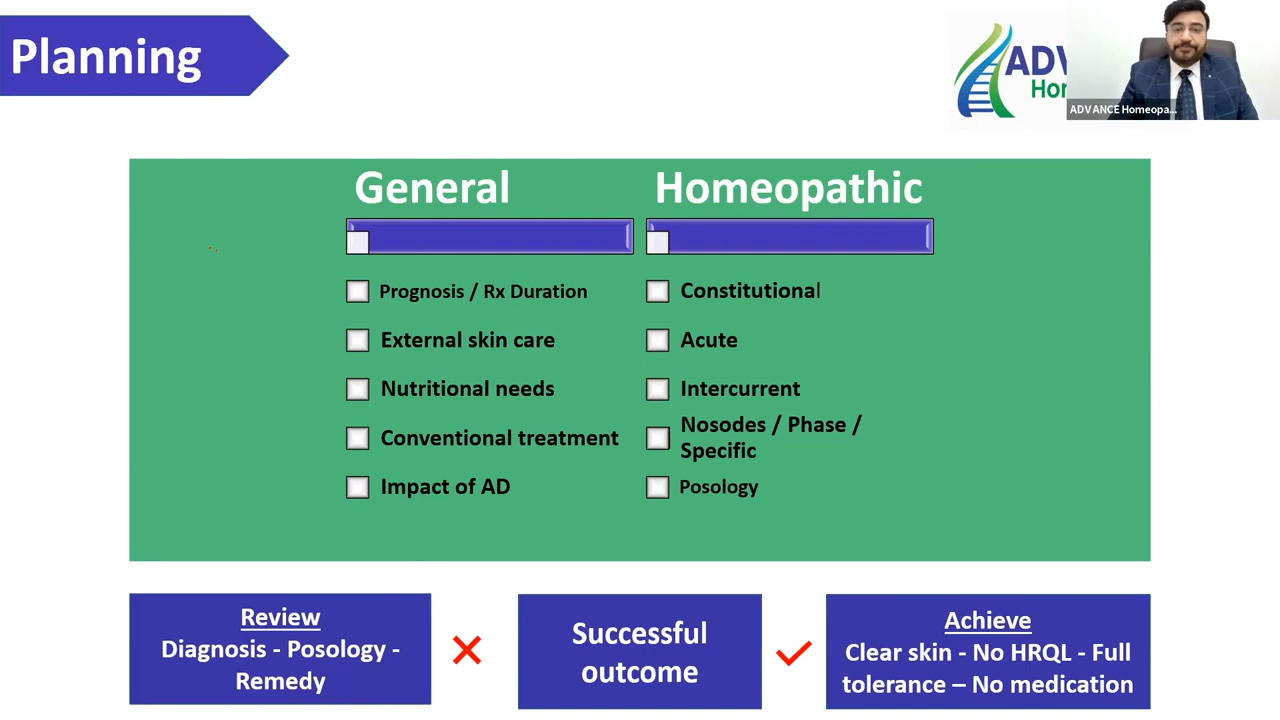 Planning
ADV
Hom
ADVANCE Homeopa...
General
Homeopathic
Prognosis / Rx Duration
External skin care
Nutritional needs
Conventional treatment
Impact of AD
Constitutional
Acute
Intercurrent
Nosodes / Phase /
Specific
Posology
Review
Diagnosis - Posology -
Remedy
Successful
outcome
Achieve
Clear skin - No HRQL - Full
tolerance – No medication